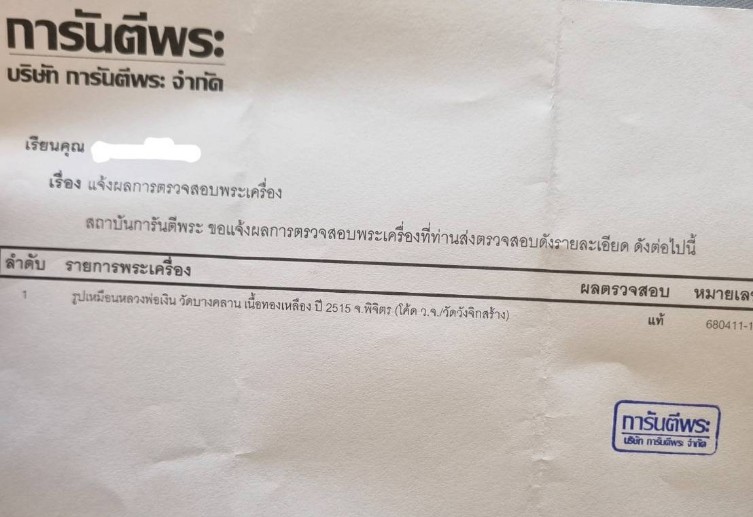 การันตีพระ
บริษัท การันตีพระ จำกัด
เรียนคุณ
เรื่อง แจ้งผลการตรวจสอบพระเครื่อง
สถาบันการันตีพระ ขอแจ้งผลการตรวจสอบพระเครื่องที่ท่านส่งตรวจสอบดังรายละเอียด ดังต่อไปนี้
ลำดับ รายการพระเครื่อง ผลตรวจสอบ หมายเลข
1 รูปเหมือนหลวงพ่อเงิน วัดบางคลาน เนื้อทองเหลือง ปี 2515 จ.พิจิตร (โค้ด ว.จ./วัดวังจิกสร้าง) แท้ 680411-1
การันตีพระ
บริษัท การันตีพระ จำกัด